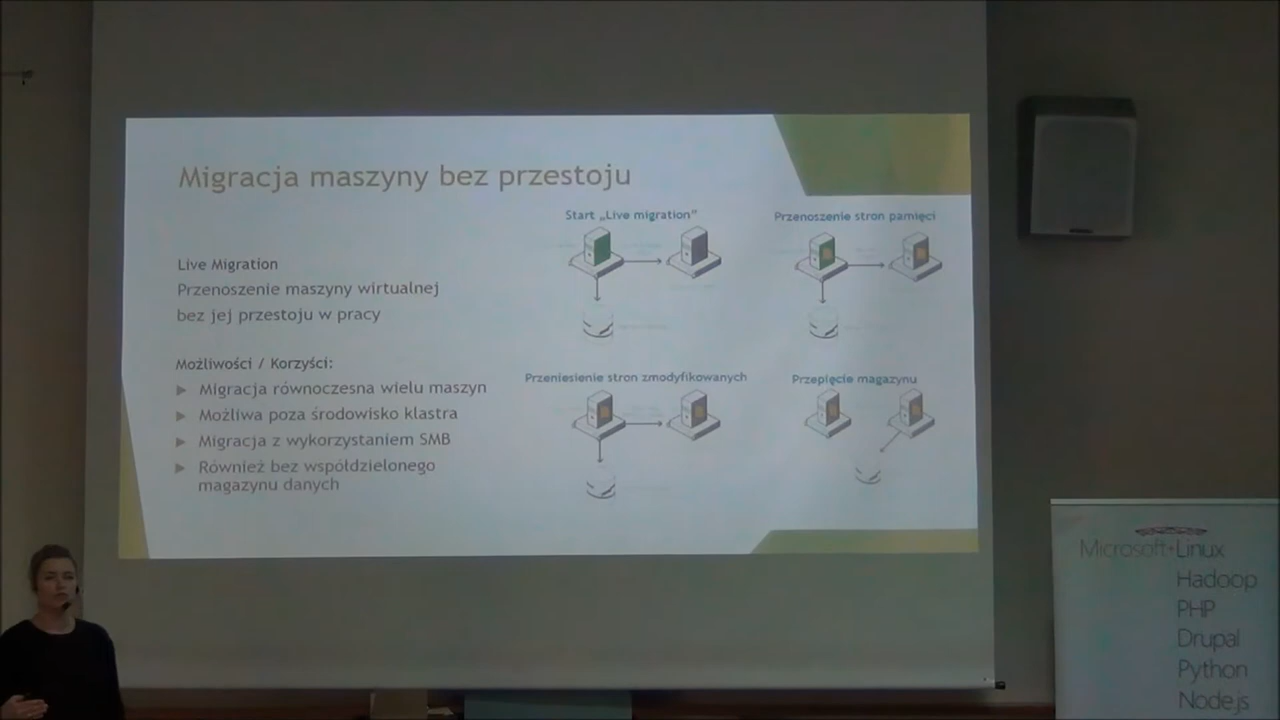 Migracja maszyny bez przestoju
Live Migration
Przenoszenie maszyny wirtualnej
bez jej przestoju w pracy
Możliwości / Korzyści:
Migracja równoczesna wielu maszyn
Możliwa poza środowisko klastra
Migracja z wykorzystaniem SMB
Również bez współdzielonego
magazynu danych
Start „Live migration”
Przenoszenie stron pamięci
Przeniesienie stron zmodyfikowanych
Przepięcie magazynu
Microsoft+Linux
Hadoop
PHP
Drupal
Python
Node.js